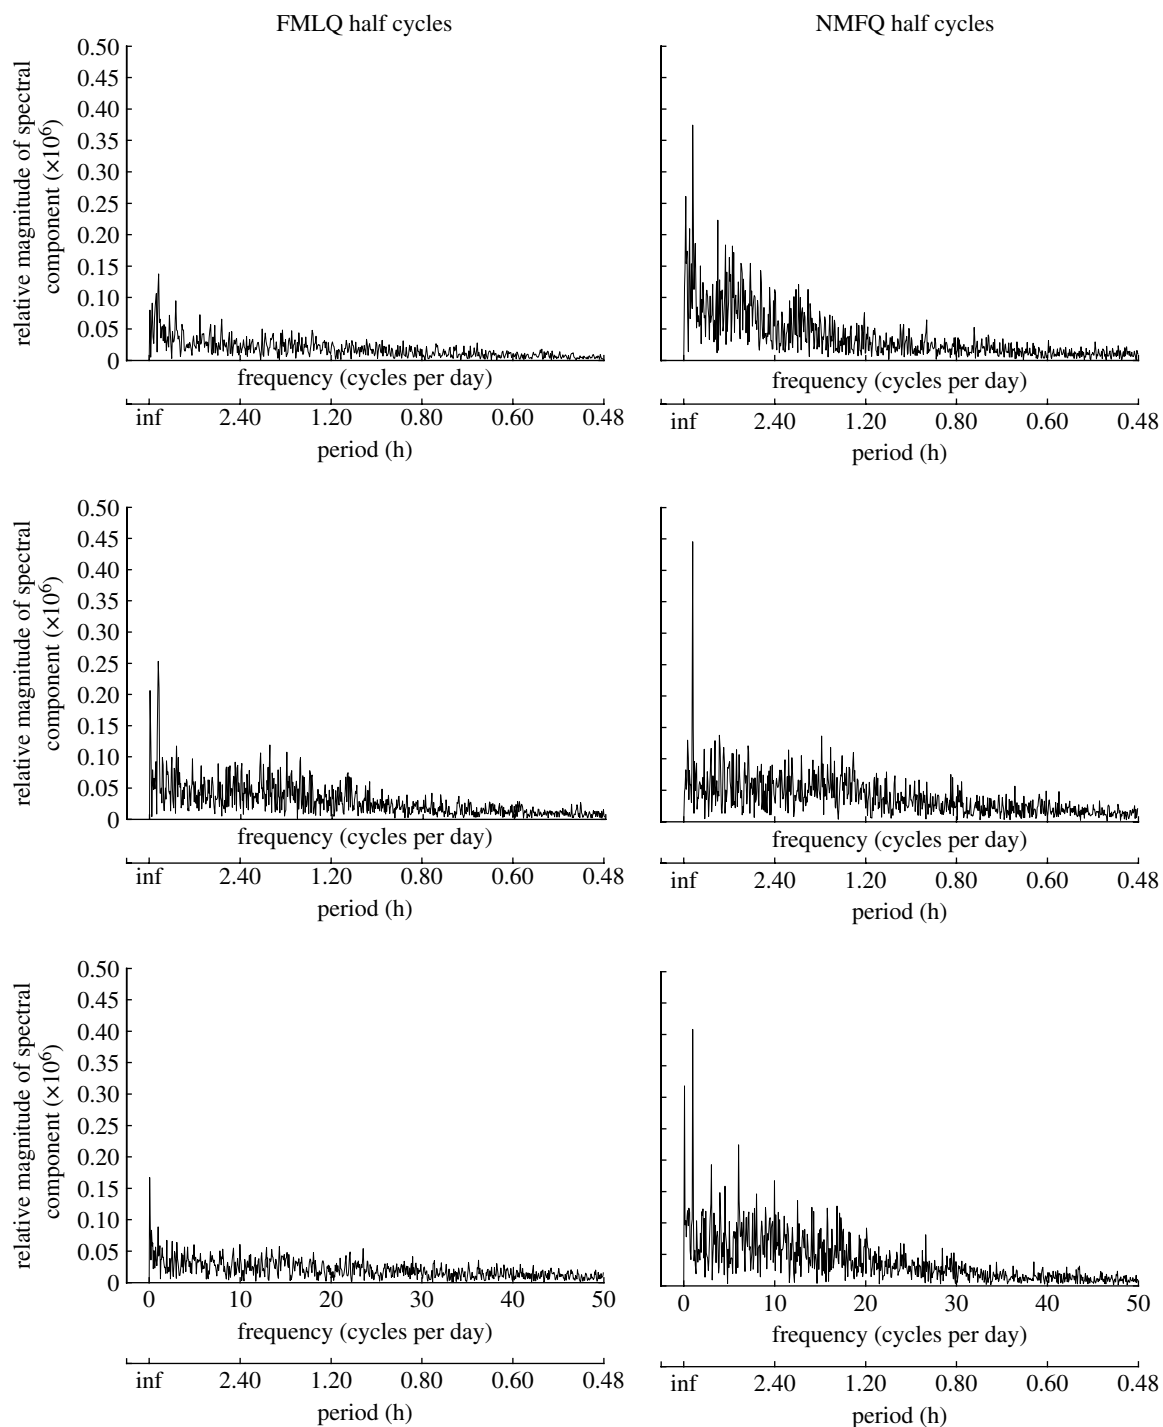 FMLQ half cycles
NMFQ half cycles
relative magnitude of spectral
component (×10⁶)
0.50
0.45
0.40
0.35
0.30
0.25
0.20
0.15
0.10
0.05
0
frequency (cycles per day)
inf 2.40 1.20 0.80 0.60 0.48
period (h)
frequency (cycles per day)
inf 2.40 1.20 0.80 0.60 0.48
period (h)
relative magnitude of spectral
component (×10⁶)
0.50
0.45
0.40
0.35
0.30
0.25
0.20
0.15
0.10
0.05
0
frequency (cycles per day)
inf 2.40 1.20 0.80 0.60 0.48
period (h)
frequency (cycles per day)
inf 2.40 1.20 0.80 0.60 0.48
period (h)
relative magnitude of spectral
component (×10⁶)
0.50
0.45
0.40
0.35
0.30
0.25
0.20
0.15
0.10
0.05
0
0 10 20 30 40 50
frequency (cycles per day)
inf 2.40 1.20 0.80 0.60 0.48
period (h)
0 10 20 30 40 50
frequency (cycles per day)
inf 2.40 1.20 0.80 0.60 0.48
period (h)